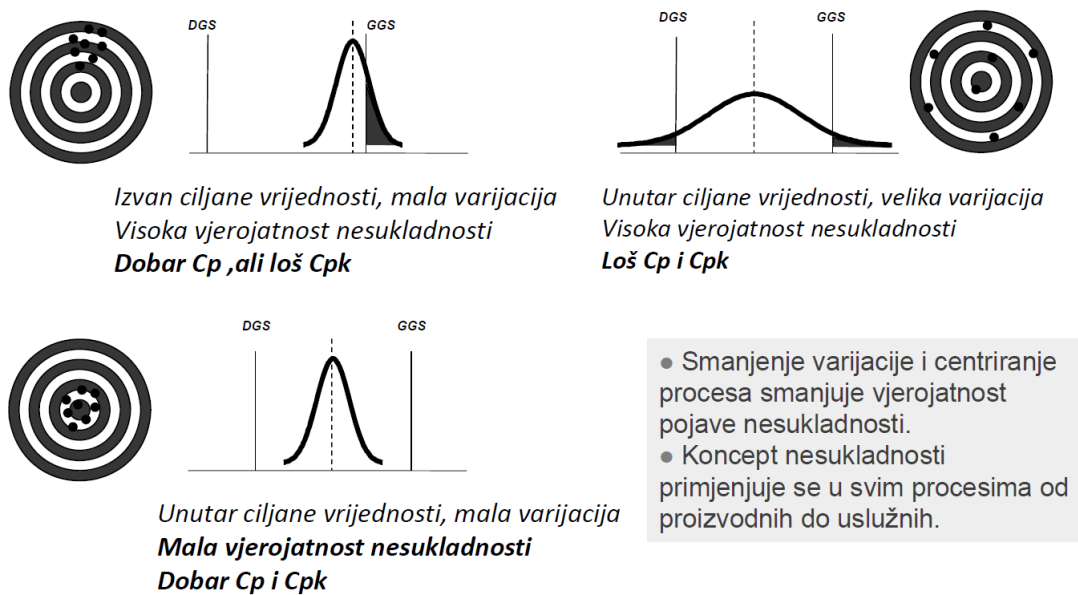 DGS
GGS
Izvan ciljane vrijednosti, mala varijacija
Visoka vjerojatnost nesukladnosti
Dobar Cp ,ali loš Cpk
DGS
GGS
Unutar ciljane vrijednosti, velika varijacija
Visoka vjerojatnost nesukladnosti
Loš Cp i Cpk
DGS
GGS
Unutar ciljane vrijednosti, mala varijacija
Mala vjerojatnost nesukladnosti
Dobar Cp i Cpk
● Smanjenje varijacije i centriranje
procesa smanjuje vjerojatnost
pojave nesukladnosti.
● Koncept nesukladnosti
primjenjuje se u svim procesima od
proizvodnih do uslužnih.